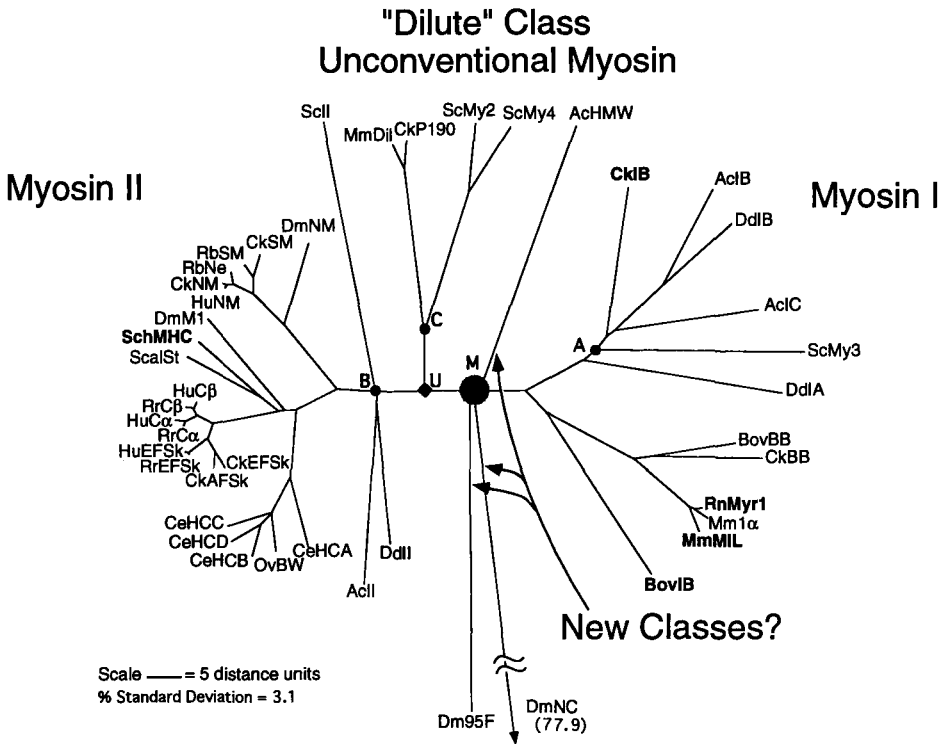 "Dilute" Class
Unconventional Myosin
Myosin II
Myosin I
ScII
MmDil
CkP190
ScMy2
ScMy4
AcHMW
CkIB
AcIB
DdIB
AcIC
ScMy3
DdIA
BovBB
CkBB
RnMyr1
Mm1α
MmMIL
BovIB
DmNM
CkSM
RbSM
RbNe
CkNM
HuNM
DmM1
SchMHC
ScalSt
HuCβ
RrCβ
HuCα
RrCα
HuEFSk
RrEFSk
CkAFSk
CkEFSk
CeHCC
CeHCD
CeHCB
OvBW
CeHCA
AcII
DdII
B
C
U
M
A
New Classes?
Dm95F
DmNC
(77.9)
Scale = 5 distance units
% Standard Deviation = 3.1